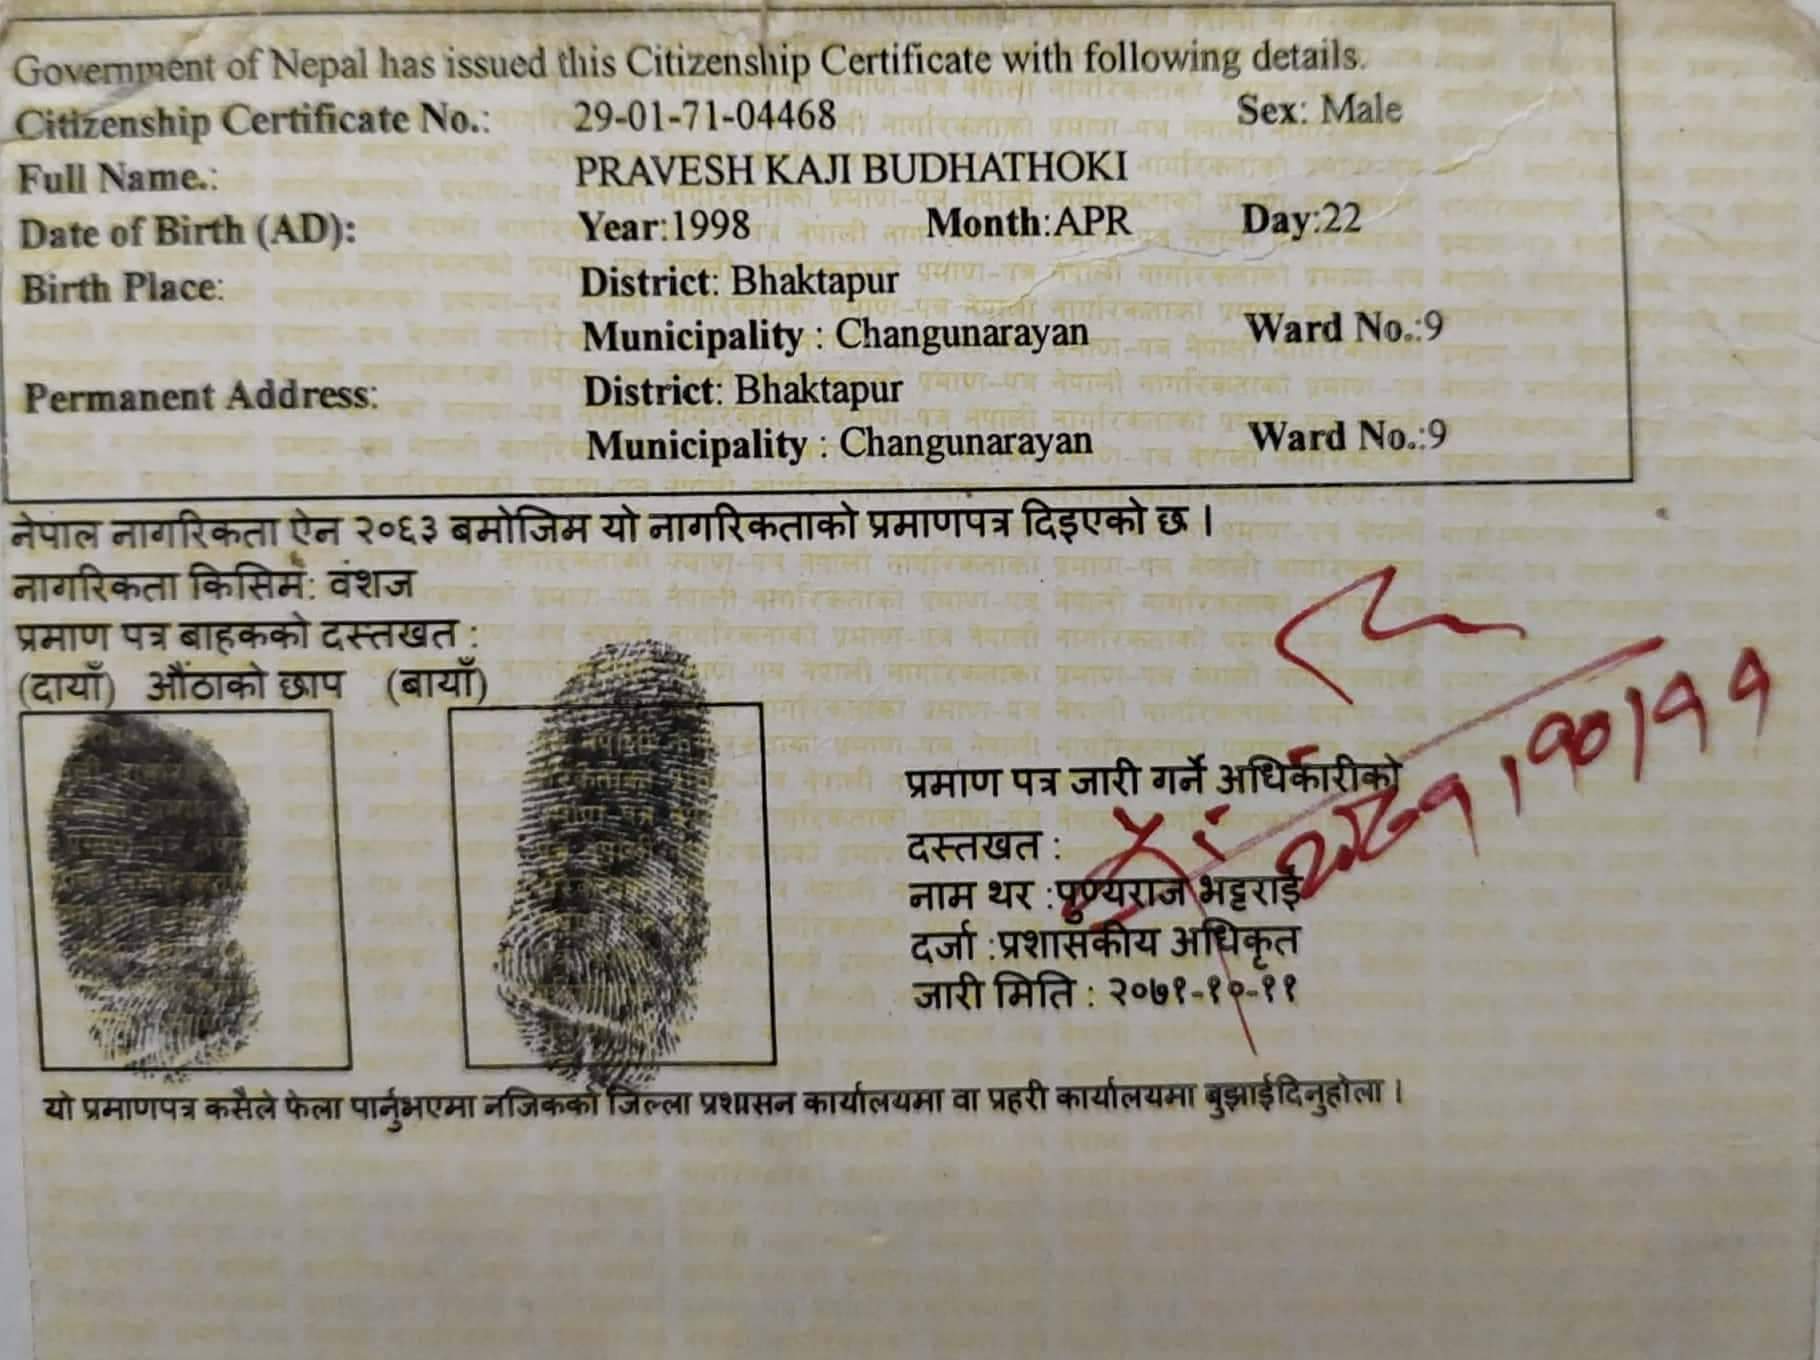 Government of Nepal has issued this Citizenship Certificate with following details.
Citizenship Certificate No.: 29-01-71-04468 Sex: Male
Full Name.: PRAVESH KAJI BUDHATHOKI
Date of Birth (AD): Year:1998 Month:APR Day:22
Birth Place: District: Bhaktapur
Municipality : Changunarayan Ward No.:9
Permanent Address: District: Bhaktapur
Municipality : Changunarayan Ward No.:9
नेपाल नागरिकता ऐन २०६३ बमोजिम यो नागरिकताको प्रमाणपत्र दिइएको छ ।
नागरिकता किसिम: वंशज
प्रमाण पत्र बाहकको दस्तखत :
(दायाँ) औंठाको छाप (बायाँ)
प्रमाण पत्र जारी गर्ने अधिकारीको
दस्तखत :
२०७१।१०।११
नाम थर :पुण्यराज भट्टराई
दर्जा :प्रशासकीय अधिकृत
जारी मिति : २०७१-१०-११
यो प्रमाणपत्र कसैले फेला पार्नुभएमा नजिकको जिल्ला प्रशासन कार्यालयमा वा प्रहरी कार्यालयमा बुझाईदिनुहोला ।